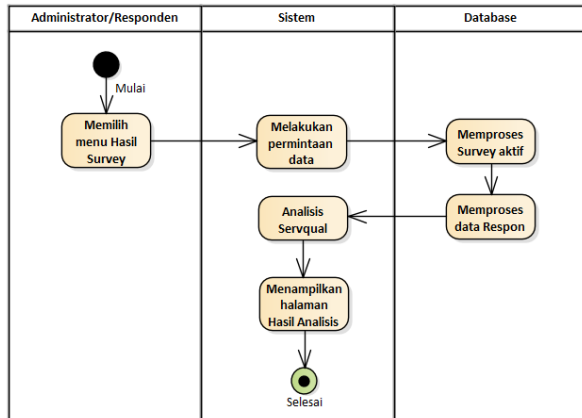 Administrator/Responden
Sistem
Database
Mulai
Memilih
menu Hasil
Survey
Melakukan
permintaan
data
Memproses
Survey aktif
Memproses
data Respon
Analisis
Servqual
Menampilkan
halaman
Hasil Analisis
Selesai